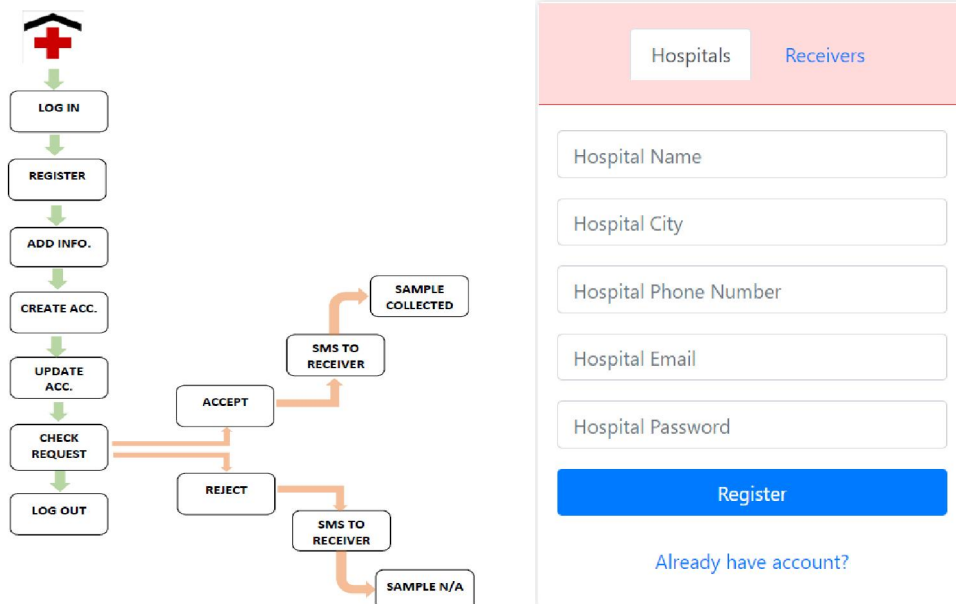 LOG IN
REGISTER
ADD INFO.
CREATE ACC.
UPDATE
ACC.
CHECK
REQUEST
LOG OUT
ACCEPT
SMS TO
RECEIVER
SAMPLE
COLLECTED
REJECT
SMS TO
RECEIVER
SAMPLE N/A
Hospitals
Receivers
Hospital Name
Hospital City
Hospital Phone Number
Hospital Email
Hospital Password
Register
Already have account?